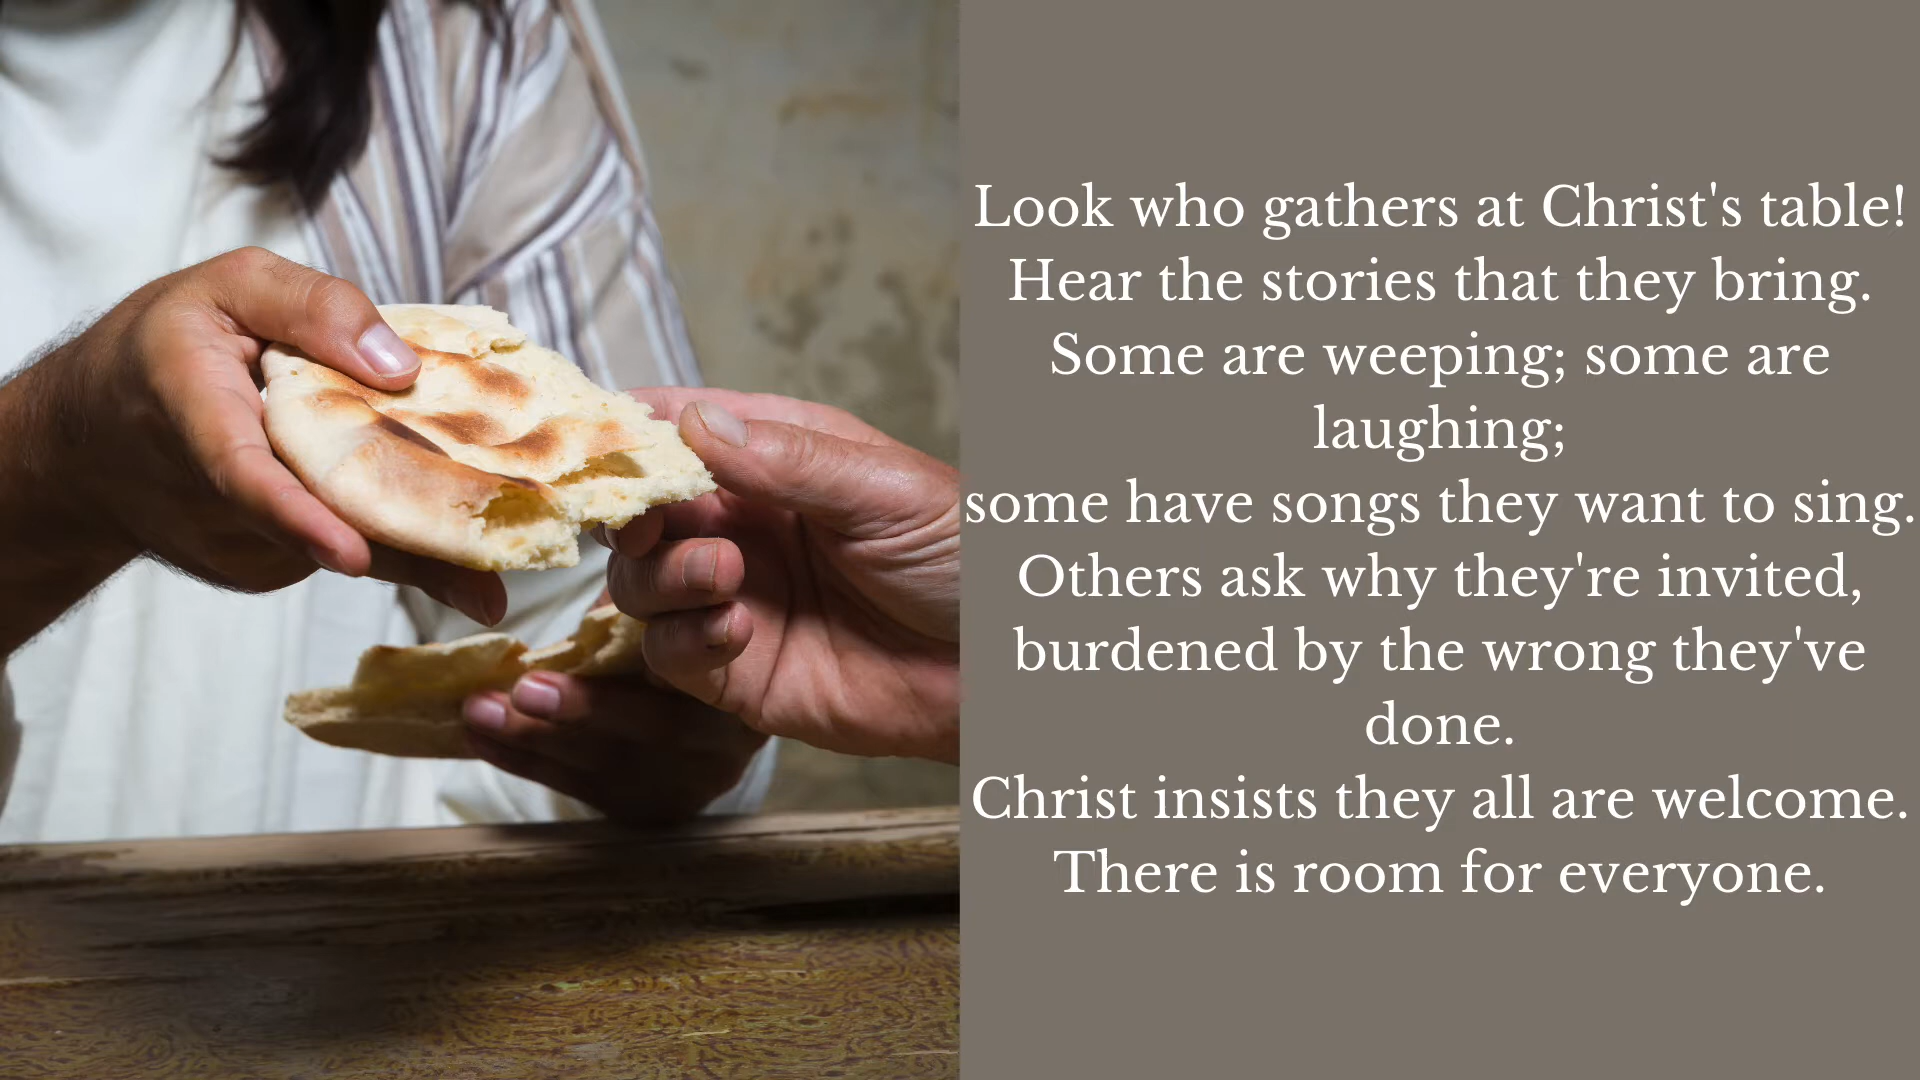 Look who gathers at Christ's table!
Hear the stories that they bring.
Some are weeping; some are
laughing;
some have songs they want to sing.
Others ask why they're invited,
burdened by the wrong they've
done.
Christ insists they all are welcome.
There is room for everyone.